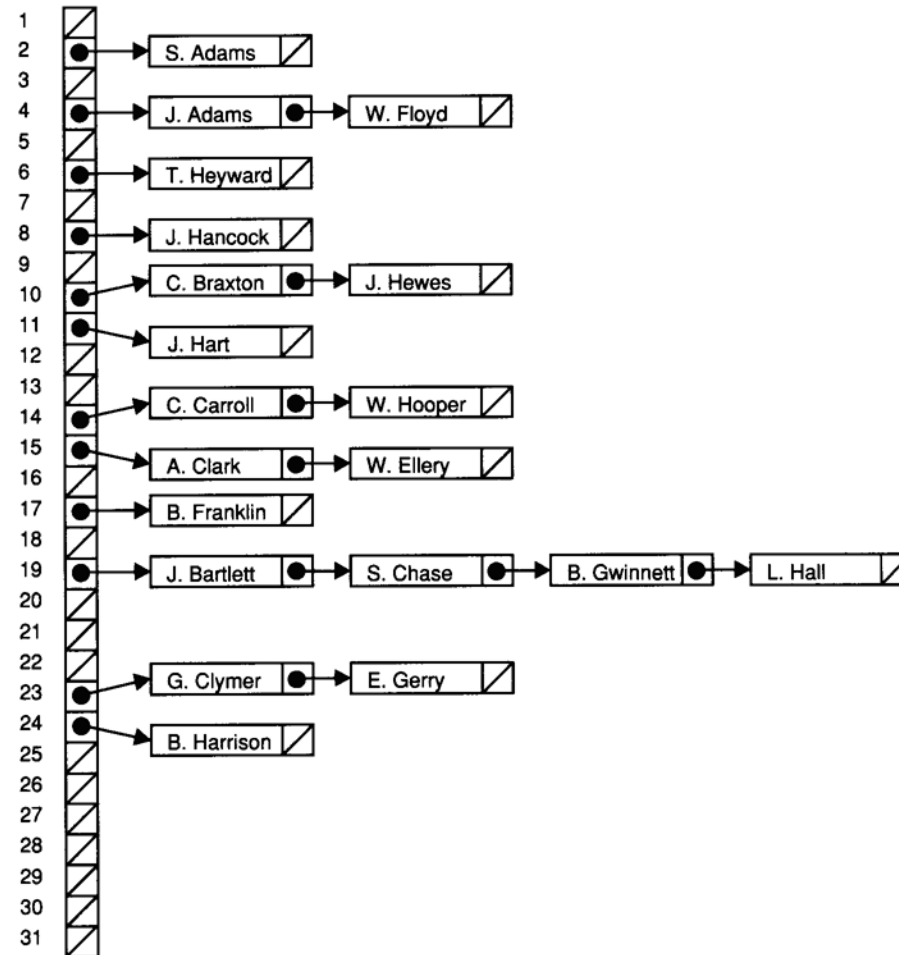 1
2 S. Adams
3
4 J. Adams W. Floyd
5
6 T. Heyward
7
8 J. Hancock
9
10 C. Braxton J. Hewes
11
12 J. Hart
13
14 C. Carroll W. Hooper
15
16 A. Clark W. Ellery
17 B. Franklin
18
19 J. Bartlett S. Chase B. Gwinnett L. Hall
20
21
22
23 G. Clymer E. Gerry
24
25 B. Harrison
26
27
28
29
30
31